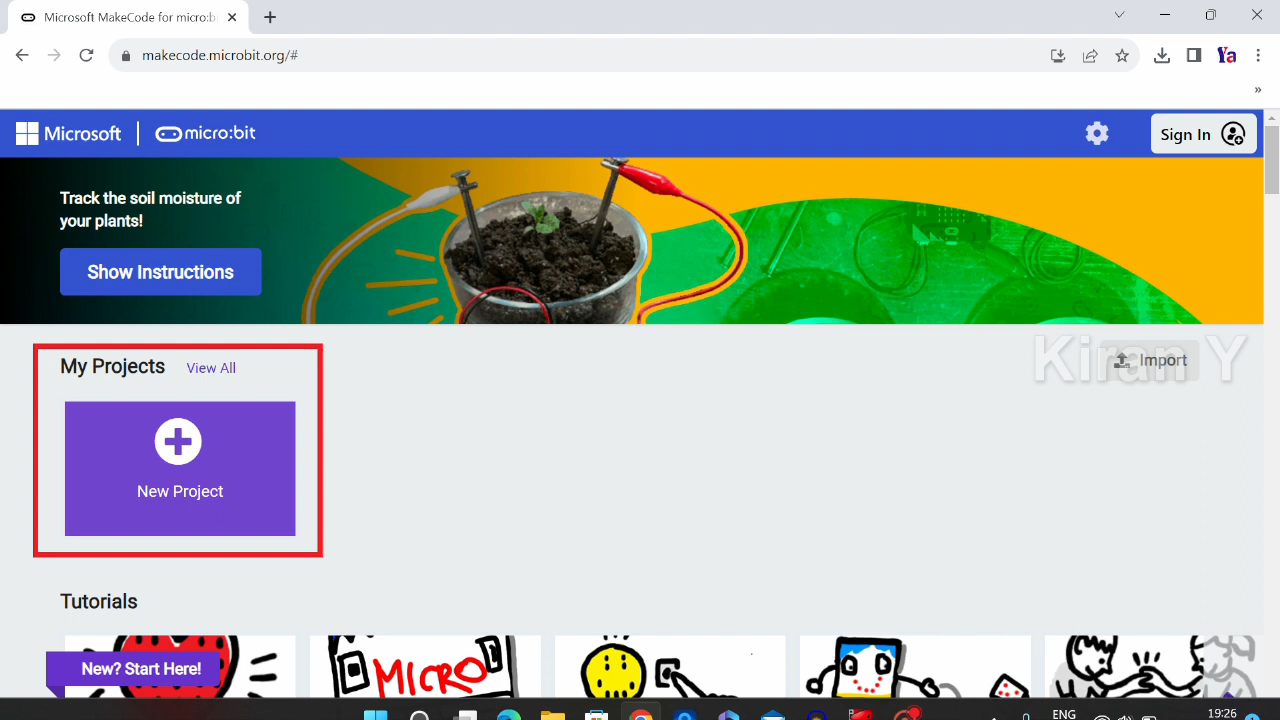 Microsoft MakeCode for micro:bi
makecode.microbit.org/#
Ya
»
Microsoft | micro:bit
Sign In
Track the soil moisture of
your plants!
Show Instructions
My Projects View All
Kiran Y
Import
New Project
Tutorials
New? Start Here!
MICRO
ENG
19:26